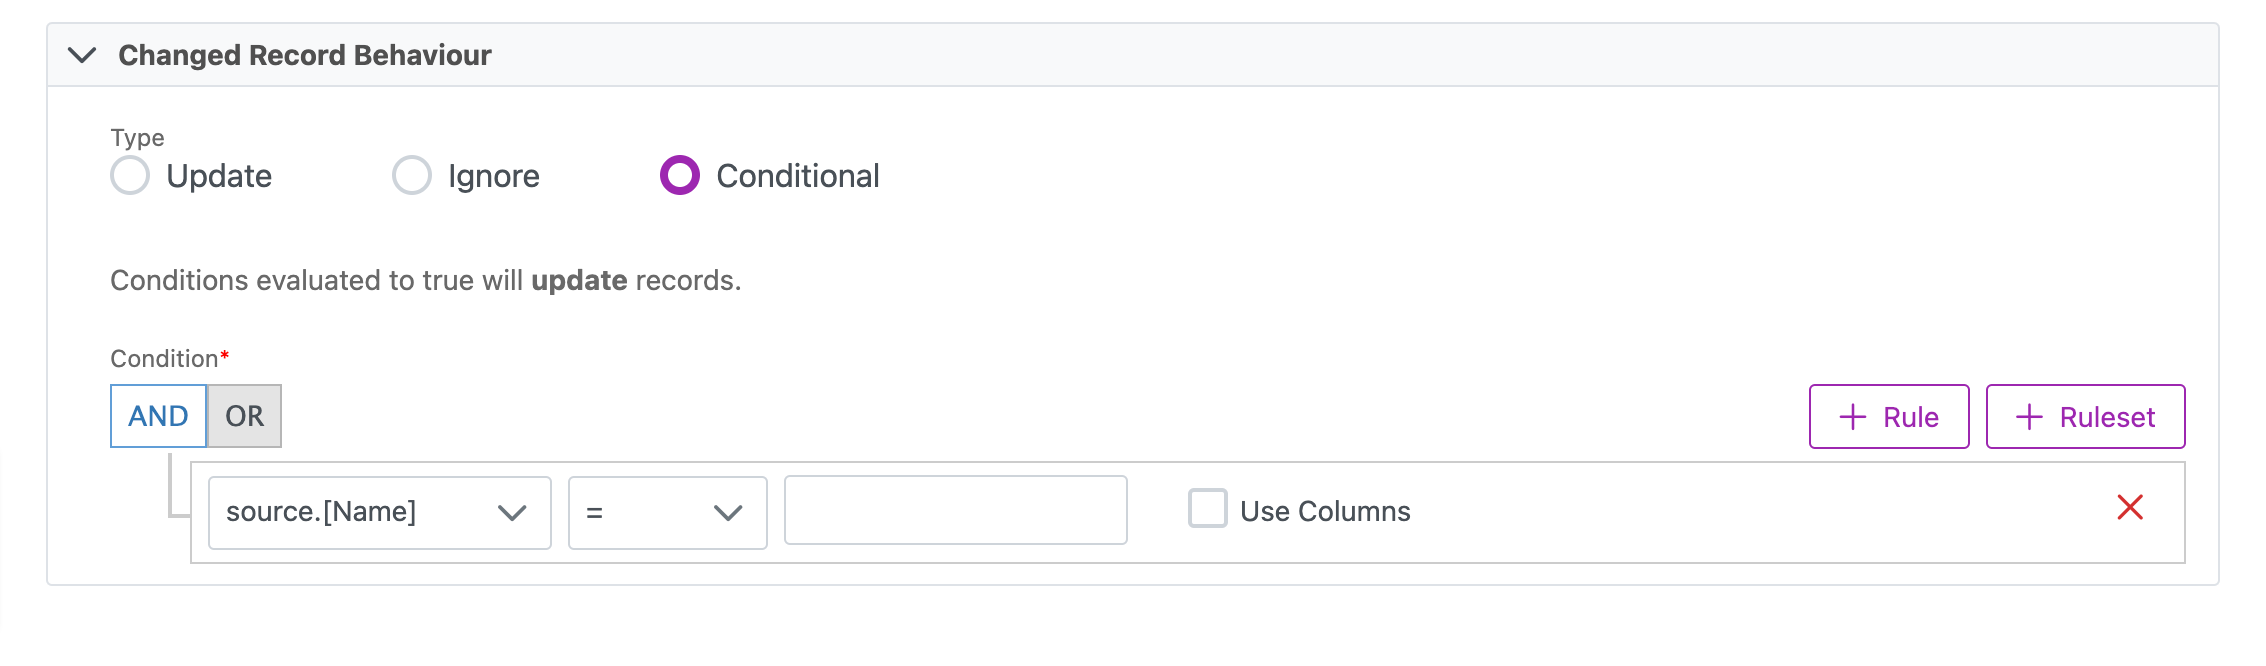 Changed Record Behaviour
Type
Update Ignore Conditional
Conditions evaluated to true will update records.
Condition*
AND OR + Rule + Ruleset
source.[Name] = Use Columns